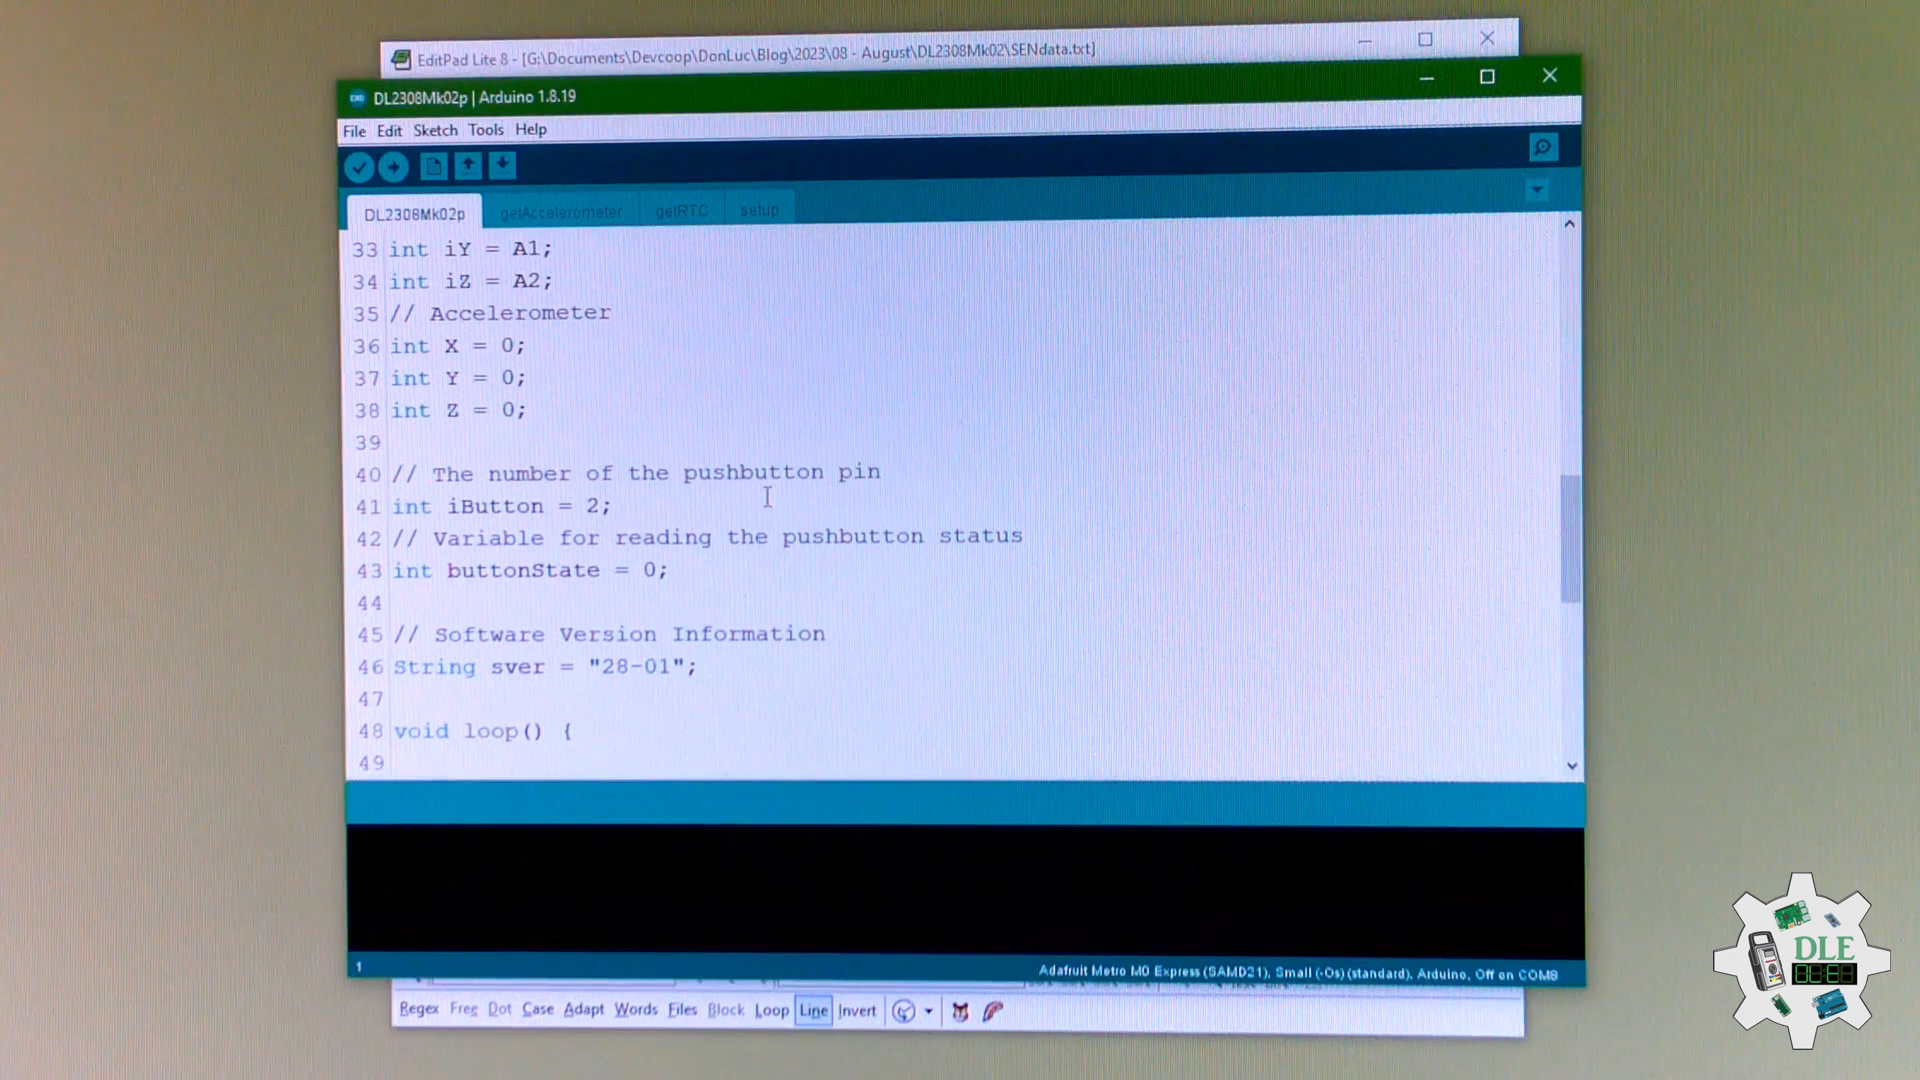 EditPad Lite 8 - [G:\Documents\Devcoop\DonLuc\Blog\2023\08 - August\DL2308Mk02\SENdata.txt]
DL2308Mk02p | Arduino 1.8.19
File Edit Sketch Tools Help
DL2308Mk02p getAccelerometer getRTC setup
33 int iY = A1;
34 int iZ = A2;
35 // Accelerometer
36 int X = 0;
37 int Y = 0;
38 int Z = 0;
39
40 // The number of the pushbutton pin
41 int iButton = 2;
42 // Variable for reading the pushbutton status
43 int buttonState = 0;
44
45 // Software Version Information
46 String sver = "28-01";
47
48 void loop() {
49
1 Adafruit Metro M0 Express (SAMD21), Small (-Os) (standard), Arduino, Off on COM8
Regex Free Dot Case Adapt Words Files Block Loop Line Invert
DLE